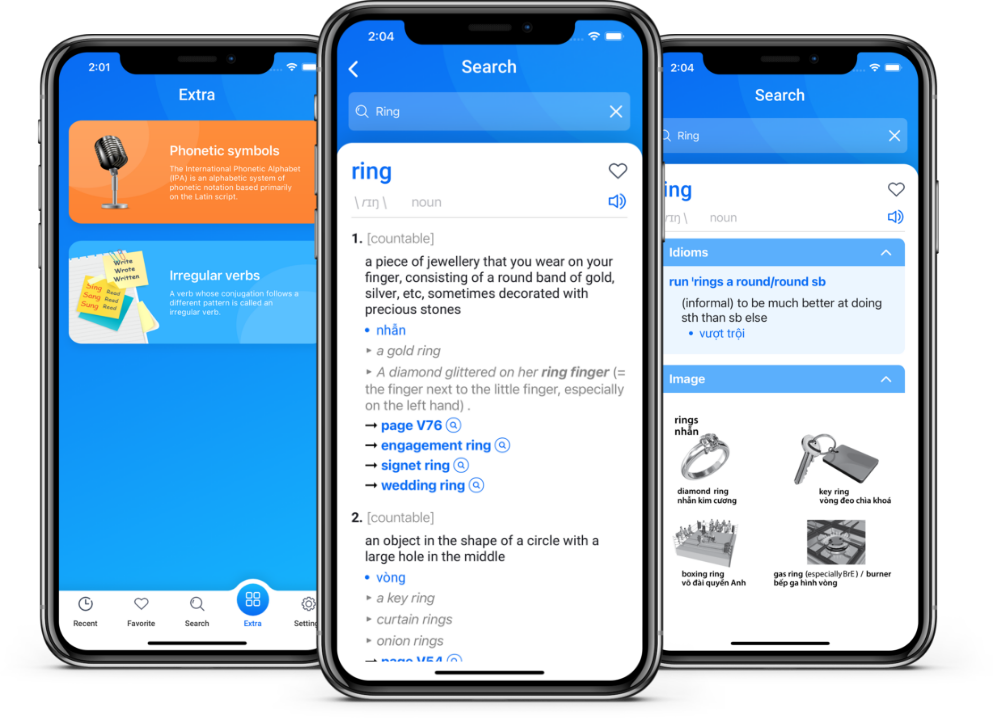 2:01
Extra
Phonetic symbols
The International Phonetic Alphabet
(IPA) is an alphabetic system of
phonetic notation based primarily
on the Latin script.
Write
Wrote
Written
Sing
Sang
Sung
Read
Read
Read
Irregular verbs
A verb whose conjugation follows a
different pattern is called an
irregular verb.
Recent
Favorite
Search
Extra
Setting
2:04
Search
Ring
ring
\ rɪŋ \ noun
1. [countable]
a piece of jewellery that you wear on your
finger, consisting of a round band of gold,
silver, etc, sometimes decorated with
precious stones
• nhẫn
▸ a gold ring
▸ A diamond glittered on her ring finger (=
the finger next to the little finger, especially
on the left hand) .
→ page V76
→ engagement ring
→ signet ring
→ wedding ring
2. [countable]
an object in the shape of a circle with a
large hole in the middle
• vòng
▸ a key ring
▸ curtain rings
▸ onion rings
→ page V54
2:04
Search
Ring
ing
rɪŋ \ noun
Idioms
run 'rings a round/round sb
(informal) to be much better at doing
sth than sb else
• vượt trội
Image
rings
nhẫn
diamond ring
nhẫn kim cương
key ring
vòng đeo chìa khoá
boxing ring
võ đài quyền Anh
gas ring (especiallyBrE) / burner
bếp ga hình vòng